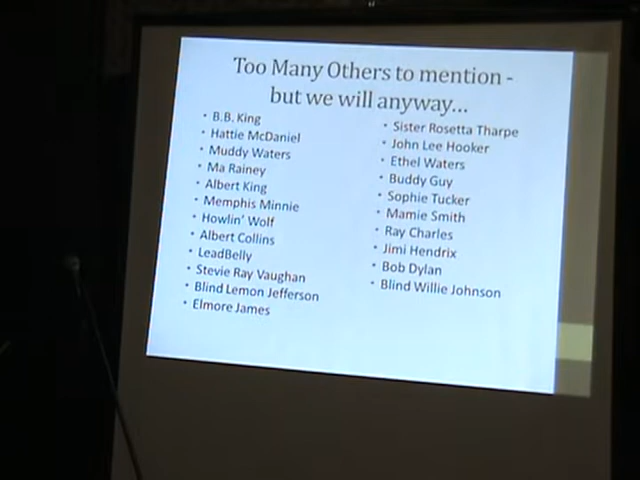 Too Many Others to mention -
but we will anyway...
• B.B. King
• Hattie McDaniel
• Muddy Waters
• Ma Rainey
• Albert King
• Memphis Minnie
• Howlin' Wolf
• Albert Collins
• LeadBelly
• Stevie Ray Vaughan
• Blind Lemon Jefferson
• Elmore James
• Sister Rosetta Tharpe
• John Lee Hooker
• Ethel Waters
• Buddy Guy
• Sophie Tucker
• Mamie Smith
• Ray Charles
• Jimi Hendrix
• Bob Dylan
• Blind Willie Johnson